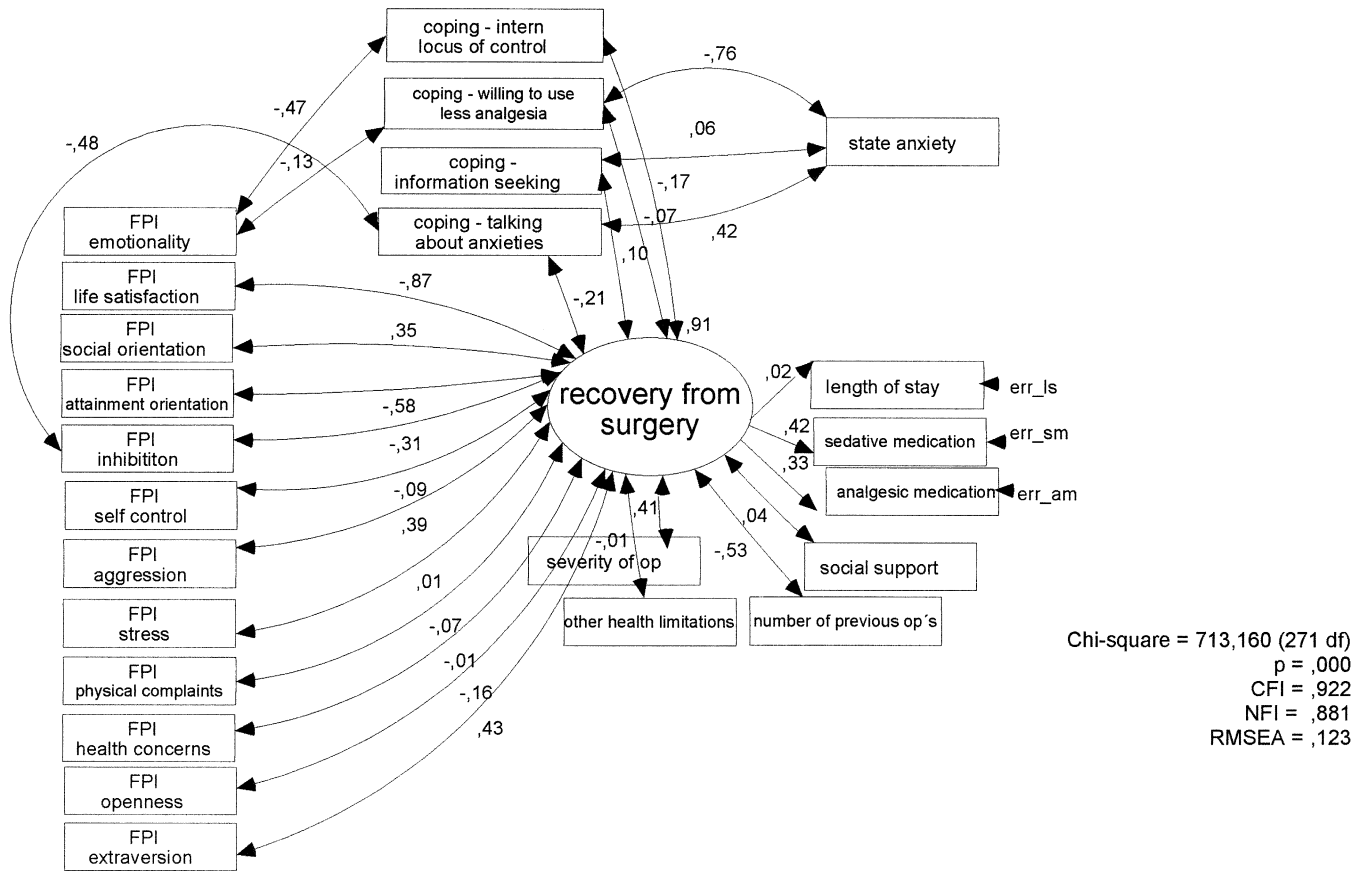 coping - intern
locus of control
-,76
coping - willing to use
less analgesia
-,47
-,48
,06
state anxiety
-,13
coping -
information seeking
-,17
FPI
emotionality
coping - talking
about anxieties
-,07
,42
,10
FPI
life satisfaction
-,87
-,21
FPI
social orientation
,35
,91
FPI
attainment orientation
recovery from
surgery
,02
length of stay
err_ls
-,58
,42
sedative medication
err_sm
FPI
inhibititon
-,31
,33
analgesic medication
err_am
FPI
self control
-,09
,41
,04
,39
-,01
-,53
FPI
aggression
severity of op
social support
,01
FPI
stress
other health limitations
number of previous op´s
-,07
Chi-square = 713,160 (271 df)
p = ,000
CFI = ,922
NFI = ,881
RMSEA = ,123
FPI
physical complaints
-,01
-,16
FPI
health concerns
,43
FPI
openness
FPI
extraversion